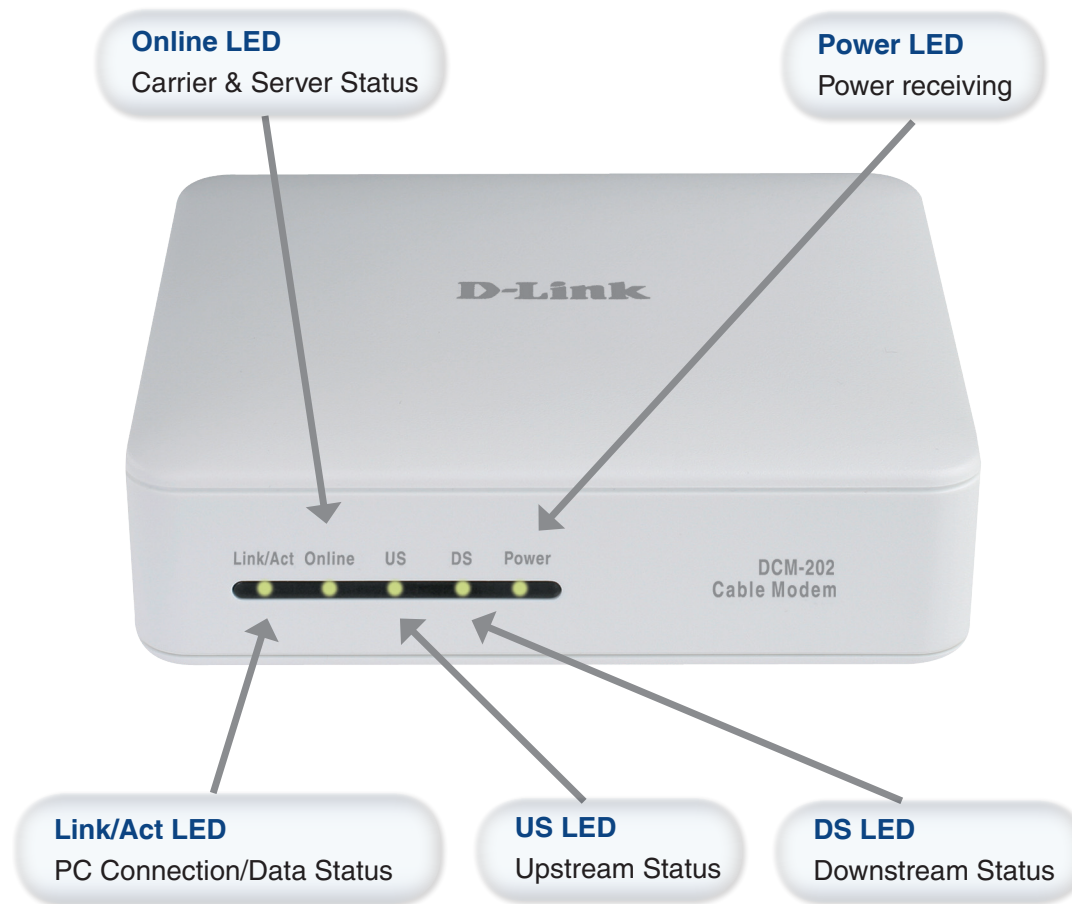 Online LED
Carrier & Server Status
Power LED
Power receiving
D-Link
Link/Act Online US DS Power
DCM-202
Cable Modem
Link/Act LED
PC Connection/Data Status
US LED
Upstream Status
DS LED
Downstream Status